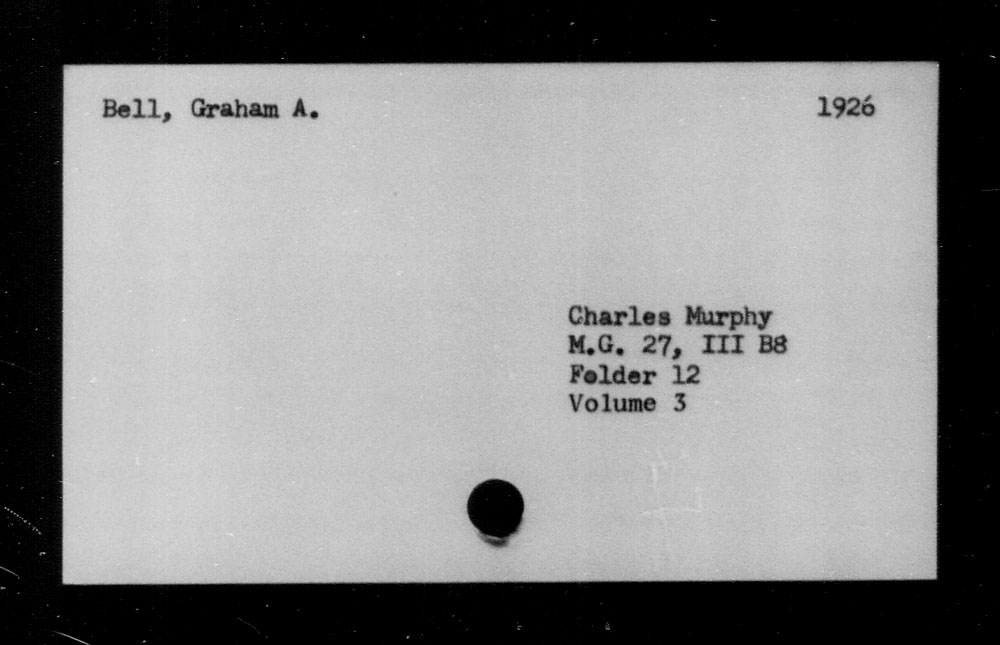 Bell, Graham A. 1926
Charles Murphy
M.G. 27, III B8
Folder 12
Volume 3